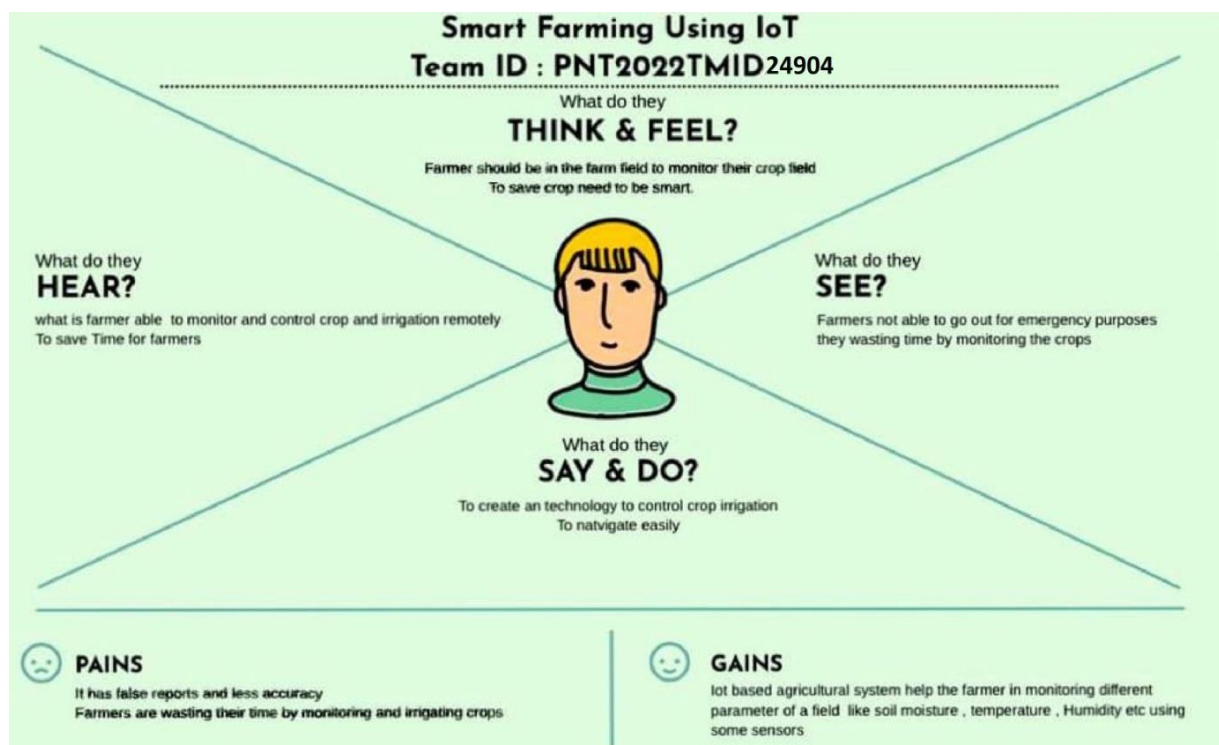 Smart Farming Using IoT
Team ID : PNT2022TMID24904
What do they
THINK & FEEL?
Farmer should be in the farm field to monitor their crop field
To save crop need to be smart.
What do they
HEAR?
what is farmer able to monitor and control crop and irrigation remotely
To save Time for farmers
What do they
SEE?
Farmers not able to go out for emergency purposes
they wasting time by monitoring the crops
What do they
SAY & DO?
To create an technology to control crop irrigation
To natvigate easily
PAINS
It has false reports and less accuracy
Farmers are wasting their time by monitoring and irrigating crops
GAINS
Iot based agricultural system help the farmer in monitoring different
parameter of a field like soil moisture , temperature , Humidity etc using
some sensors